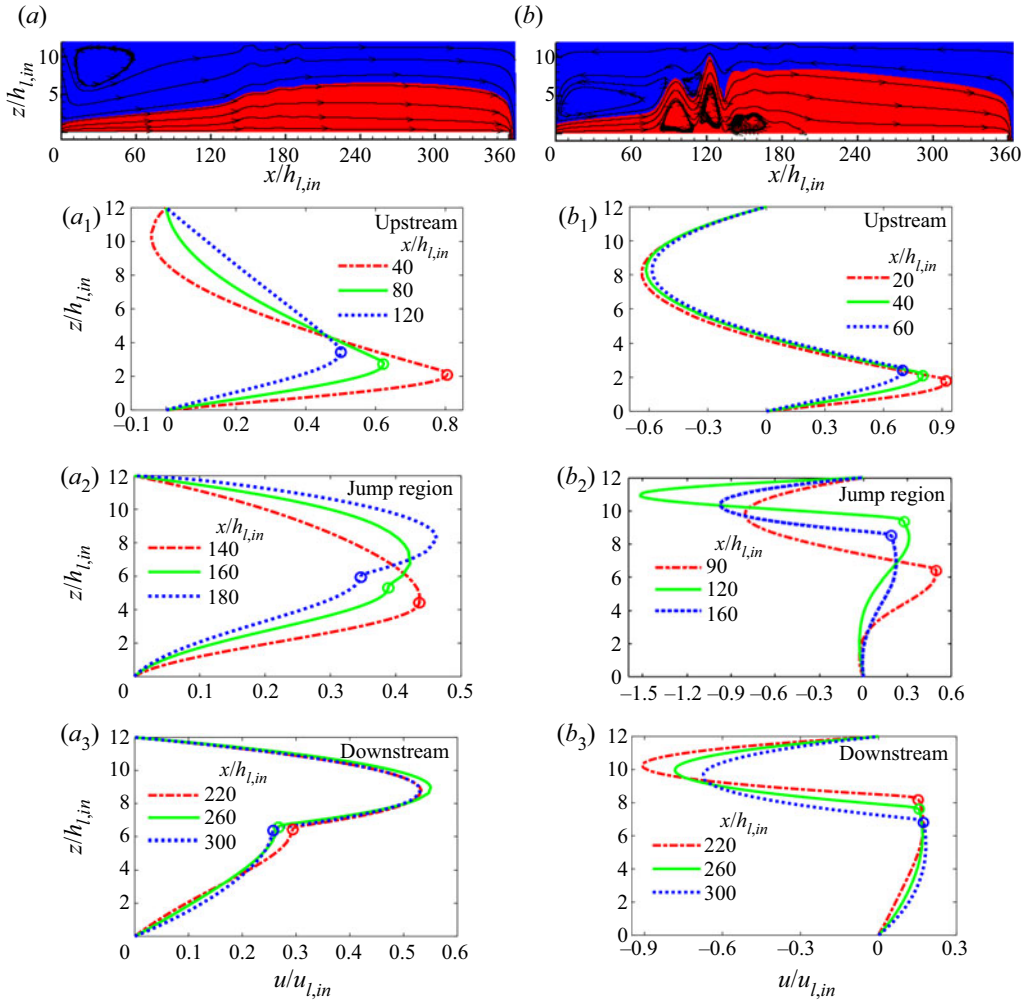 (a)
10
5
z/h_{l,in}
0 60 120 180 240 300 360
x/h_{l,in}
(b)
10
5
0 60 120 180 240 300 360
x/h_{l,in}
(a_1)
Upstream
x/h_{l,in}
40
80
120
12
10
8
6
4
2
0
z/h_{l,in}
–0.1 0 0.2 0.4 0.6 0.8
(b_1)
Upstream
x/h_{l,in}
20
40
60
12
10
8
6
4
2
0
z/h_{l,in}
–0.6 –0.3 0 0.3 0.6 0.9
(a_2)
Jump region
x/h_{l,in}
140
160
180
12
10
8
6
4
2
z/h_{l,in}
0 0.1 0.2 0.3 0.4 0.5
(b_2)
Jump region
x/h_{l,in}
90
120
160
12
10
8
6
4
2
0
–1.5 –1.2 –0.9 –0.6 –0.3 0 0.3 0.6
(a_3)
Downstream
x/h_{l,in}
220
260
300
12
10
8
6
4
2
0
z/h_{l,in}
0 0.1 0.2 0.3 0.4 0.5 0.6
u/u_{l,in}
(b_3)
Downstream
x/h_{l,in}
220
260
300
12
10
8
6
4
2
0
–0.9 –0.6 –0.3 0 0.3
u/u_{l,in}